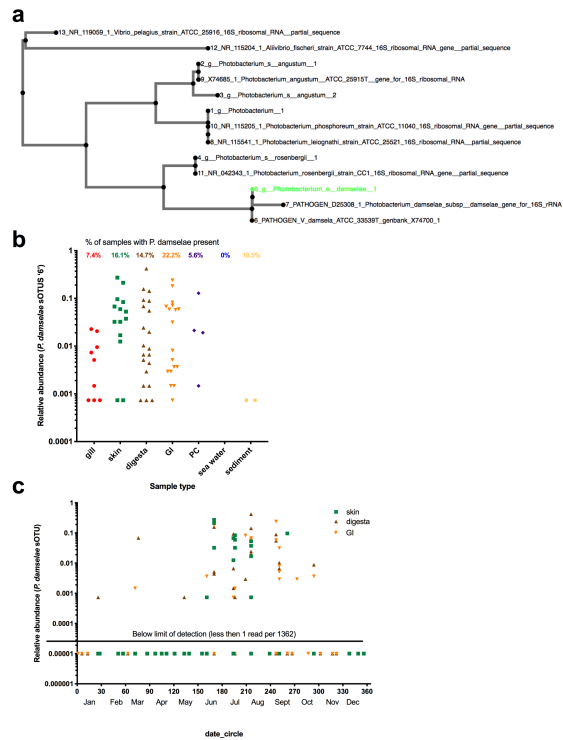 a
13_NR_119059_1_Vibrio_pelagius_strain_ATCC_25916_16S_ribosomal_RNA__partial_sequence
12_NR_115204_1_Aliivibrio_fischeri_strain_ATCC_7744_16S_ribosomal_RNA_gene__partial_sequence
2_g__Photobacterium_s__angustum__1
9_X74685_1_Photobacterium_angustum__ATCC_25915T__gene_for_16S_ribosomal_RNA
3_g__Photobacterium_s__angustum__2
1_g__Photobacterium__1
10_NR_115205_1_Photobacterium_phosphoreum_strain_ATCC_11040_16S_ribosomal_RNA_gene__partial_sequence
8_NR_115541_1_Photobacterium_leiognathi_strain_ATCC_25521_16S_ribosomal_RNA__partial_sequence
4_g__Photobacterium_s__rosenbergii__1
11_NR_042343_1_Photobacterium_rosenbergii_strain_CC1_16S_ribosomal_RNA_gene__partial_sequence
5_g__Photobacterium_s__damselae__1
7_PATHOGEN_D25308_1_Photobacterium_damselae_subsp__damselae_gene_for_16S_rRNA
6_PATHOGEN_V_damsela_ATCC_33539T_genbank_X74700_1
b
% of samples with P. damselae present
7.4% 16.1% 14.7% 22.2% 5.6% 0% 10.5%
Relative abundance (P. damselae sOTUS '6')
1
0.1
0.01
0.001
0.0001
gill skin digesta GI PC sea water sediment
Sample type
c
Relative abundance (P. damselae sOTU)
1
0.1
0.01
0.001
0.00001
0.000001
skin
digesta
GI
Below limit of detection (less then 1 read per 1362)
0 30 60 90 120 150 180 210 240 270 300 330 360
Jan Feb Mar Apr May Jun Jul Aug Sept Oct Nov Dec
date_circle